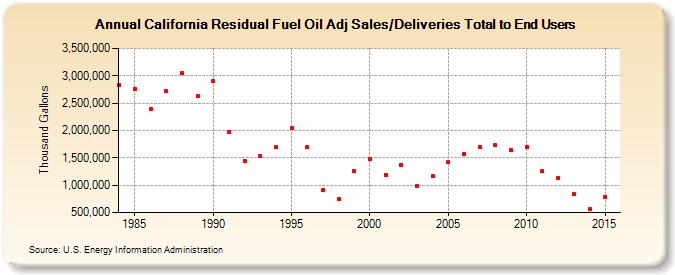 Annual California Residual Fuel Oil Adj Sales/Deliveries Total to End Users
Thousand Gallons
3,500,000
3,000,000
2,500,000
2,000,000
1,500,000
1,000,000
500,000
1985 1990 1995 2000 2005 2010 2015
Source: U.S. Energy Information Administration